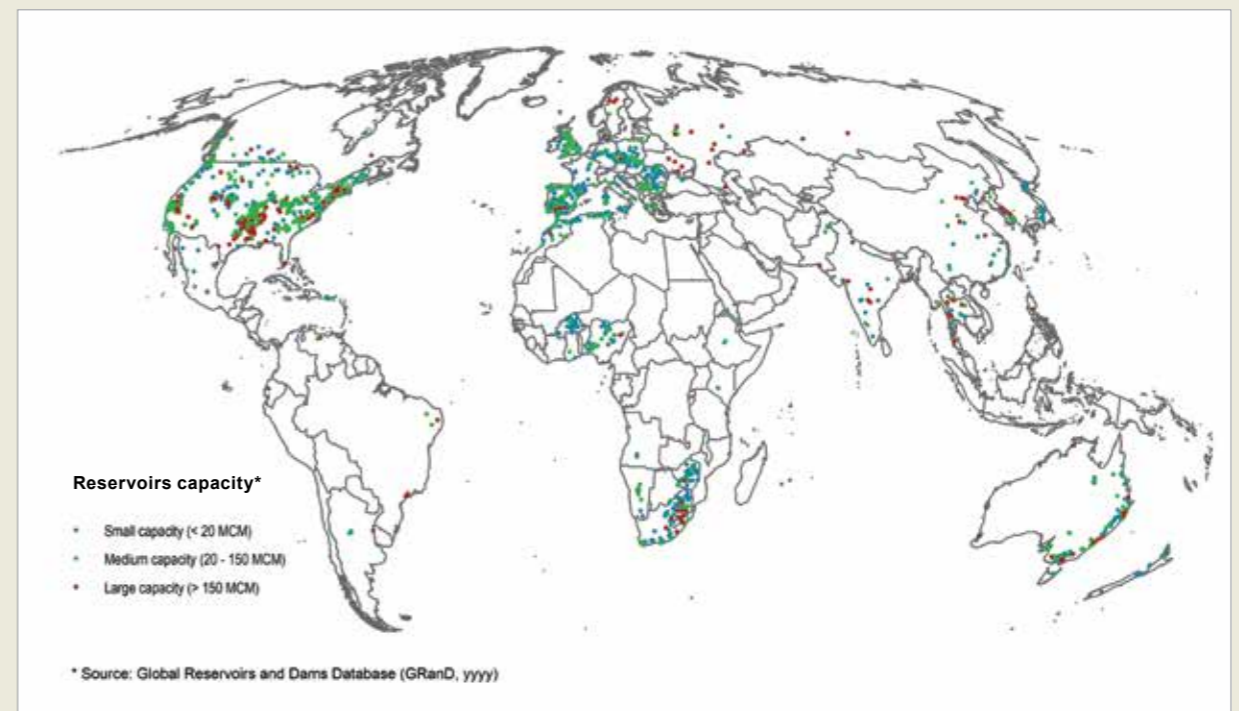 Reservoirs capacity*
Small capacity (< 20 MCM)
Medium capacity (20 - 150 MCM)
Large capacity (> 150 MCM)
* Source: Global Reservoirs and Dams Database (GRanD, yyyy)